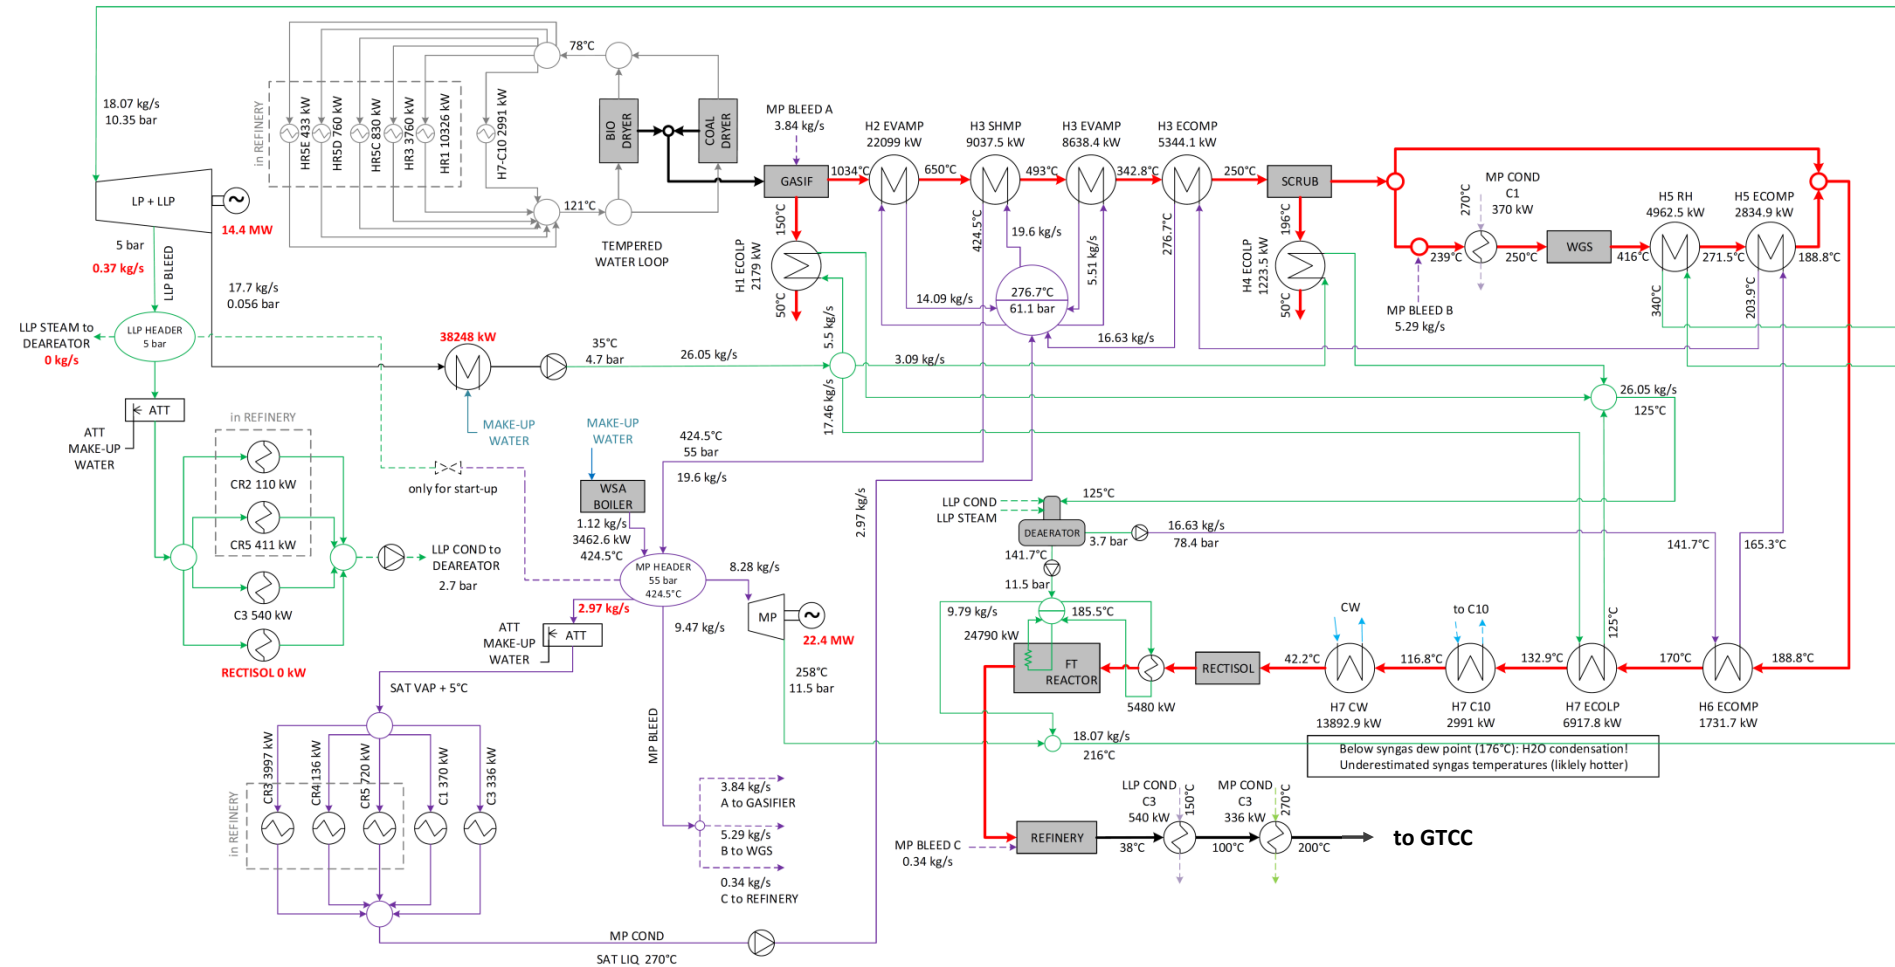 18.07 kg/s
10.35 bar
LP + LLP
14.4 MW
5 bar
0.37 kg/s
LLP BLEED
17.7 kg/s
0.056 bar
LLP STEAM to
DEAREATOR
0 kg/s
LLP HEADER
5 bar
ATT
ATT
MAKE-UP
WATER
in REFINERY
CR2 110 kW
CR5 411 kW
C3 540 kW
RECTISOL 0 kW
LLP COND to
DEAREATOR
2.7 bar
in REFINERY
HR5E 433 kW
HR5D 760 kW
HR5C 830 kW
HR3 3760 kW
HR1 10326 kW
H7-C10 2991 kW
78°C
121°C
BIO
DRYER
COAL
DRYER
TEMPERED
WATER LOOP
MP BLEED A
3.84 kg/s
GASIF
1034°C
150°C
H1 ECOLP
2179 kW
50°C
H2 EVAMP
22099 kW
650°C
H3 SHMP
9037.5 kW
493°C
H3 EVAMP
8638.4 kW
342.8°C
H3 ECOMP
5344.1 kW
250°C
424.5°C
19.6 kg/s
5.51 kg/s
276.7°C
14.09 kg/s
276.7°C
61.1 bar
16.63 kg/s
SCRUB
196°C
H4 ECOLP
1223.5 kW
50°C
MP BLEED B
5.29 kg/s
239°C
270°C
MP COND
C1
370 kW
250°C
WGS
416°C
H5 RH
4962.5 kW
271.5°C
H5 ECOMP
2834.9 kW
188.8°C
340°C
203.9°C
38248 kW
35°C
4.7 bar
26.05 kg/s
5.5 kg/s
3.09 kg/s
17.46 kg/s
26.05 kg/s
125°C
MAKE-UP
WATER
MAKE-UP
WATER
only for start-up
WSA
BOILER
1.12 kg/s
3462.6 kW
424.5°C
424.5°C
55 bar
19.6 kg/s
MP HEADER
55 bar
424.5°C
8.28 kg/s
MP
22.4 MW
258°C
11.5 bar
2.97 kg/s
9.47 kg/s
ATT
ATT
MAKE-UP
WATER
SAT VAP + 5°C
in REFINERY
CR3 3997 kW
CR4 136 kW
CR5 720 kW
C1 370 kW
C3 336 kW
MP COND
SAT LIQ  270°C
MP BLEED
3.84 kg/s
A to GASIFIER
5.29 kg/s
B to WGS
0.34 kg/s
C to REFINERY
2.97 kg/s
LLP COND
LLP STEAM
125°C
DEAERATOR
3.7 bar
16.63 kg/s
78.4 bar
141.7°C
11.5 bar
141.7°C
165.3°C
9.79 kg/s
185.5°C
24790 kW
FT
REACTOR
5480 kW
RECTISOL
42.2°C
CW
H7 CW
13892.9 kW
116.8°C
to C10
H7 C10
2991 kW
132.9°C
125°C
H7 ECOLP
6917.8 kW
170°C
H6 ECOMP
1731.7 kW
188.8°C
18.07 kg/s
216°C
Below syngas dew point (176°C): H2O condensation!
Underestimated syngas temperatures (liklely hotter)
MP BLEED C
0.34 kg/s
REFINERY
38°C
LLP COND
C3
540 kW
150°C
100°C
MP COND
C3
336 kW
270°C
200°C
to GTCC